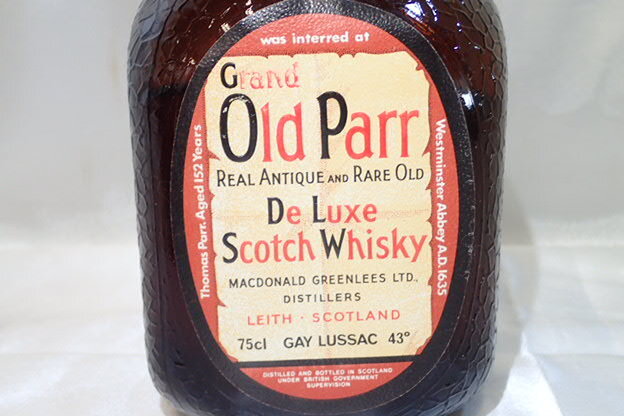 Thomas Parr. Aged 152 Years
was interred at
Westminster Abbey A.D. 1635
Grand
Old Parr
REAL ANTIQUE AND RARE OLD
De Luxe
Scotch Whisky
MACDONALD GREENLEES LTD.,
DISTILLERS
LEITH · SCOTLAND
75cl GAY LUSSAC 43°
DISTILLED AND BOTTLED IN SCOTLAND
UNDER BRITISH GOVERNMENT
SUPERVISION